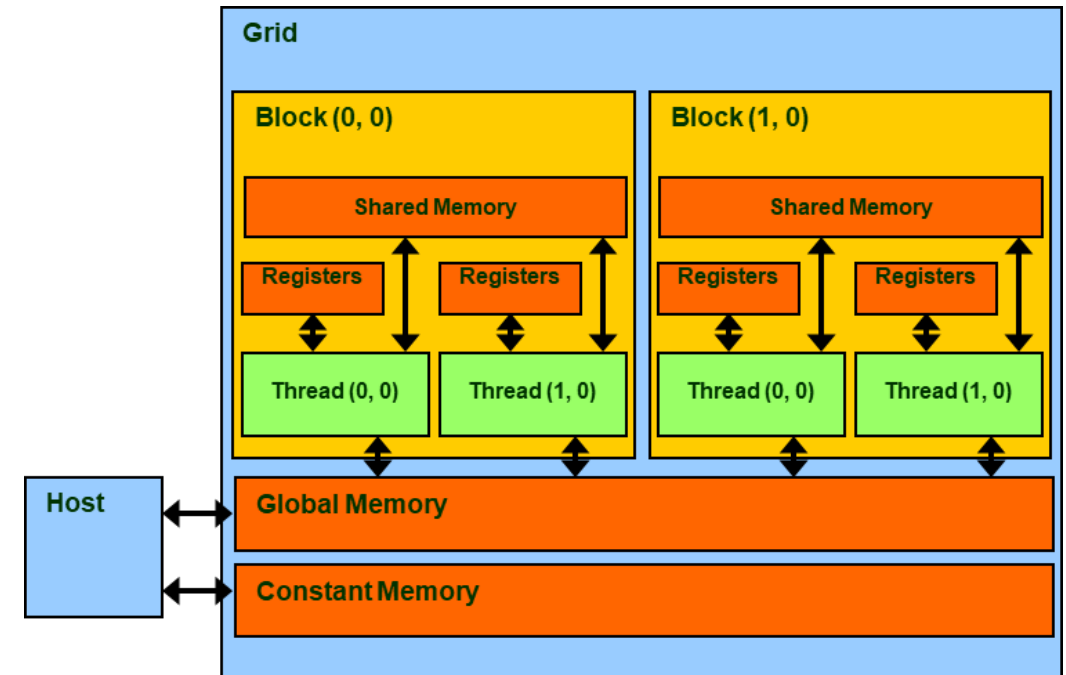 Grid
Block (0, 0)
Block (1, 0)
Shared Memory
Shared Memory
Registers
Registers
Registers
Registers
Thread (0, 0)
Thread (1, 0)
Thread (0, 0)
Thread (1, 0)
Host
Global Memory
Constant Memory